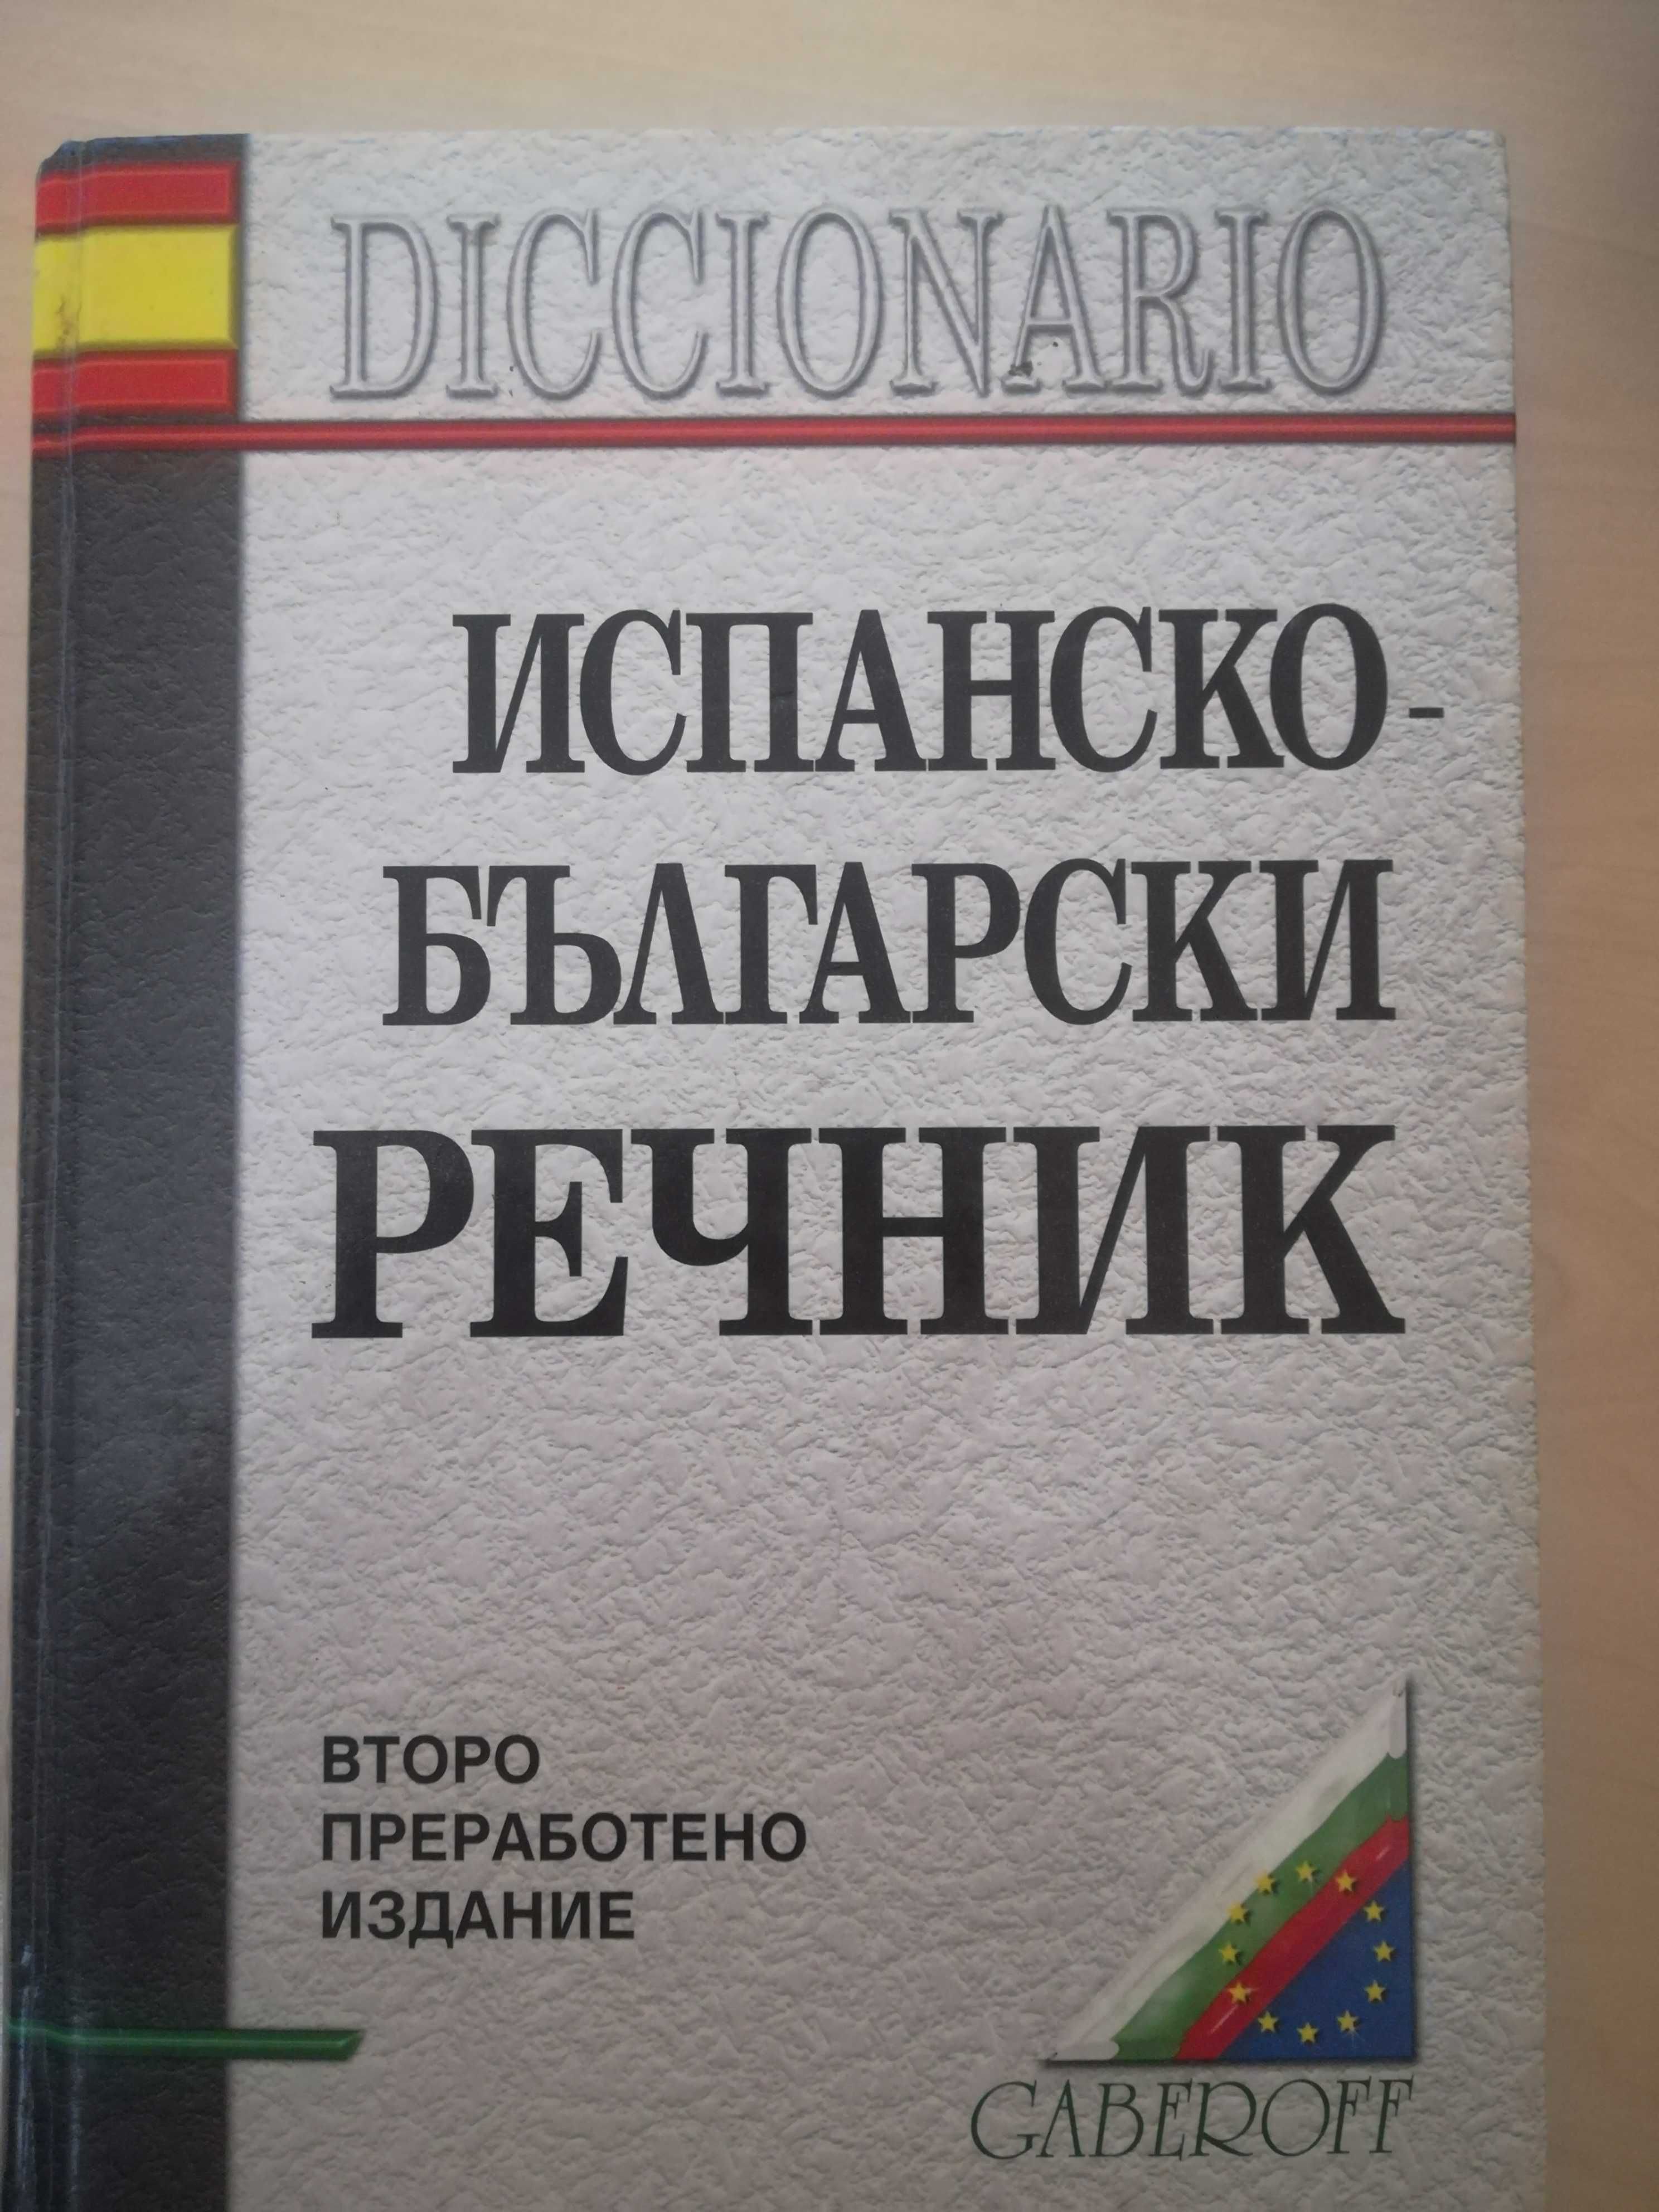 DICCIONARIO
ИСПАНСКО-
БЪЛГАРСКИ
РЕЧНИК
ВТОРО
ПРЕРАБОТЕНО
ИЗДАНИЕ
GABEROFF